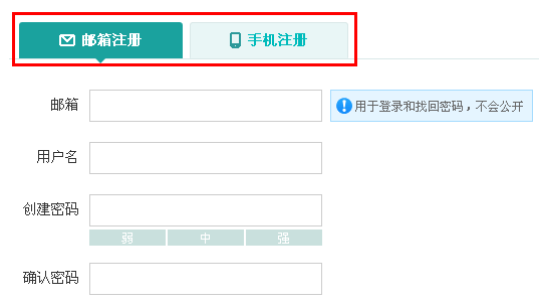 邮箱注册 手机注册
邮箱 用于登录和找回密码，不会公开
用户名
创建密码
弱 中 强
确认密码